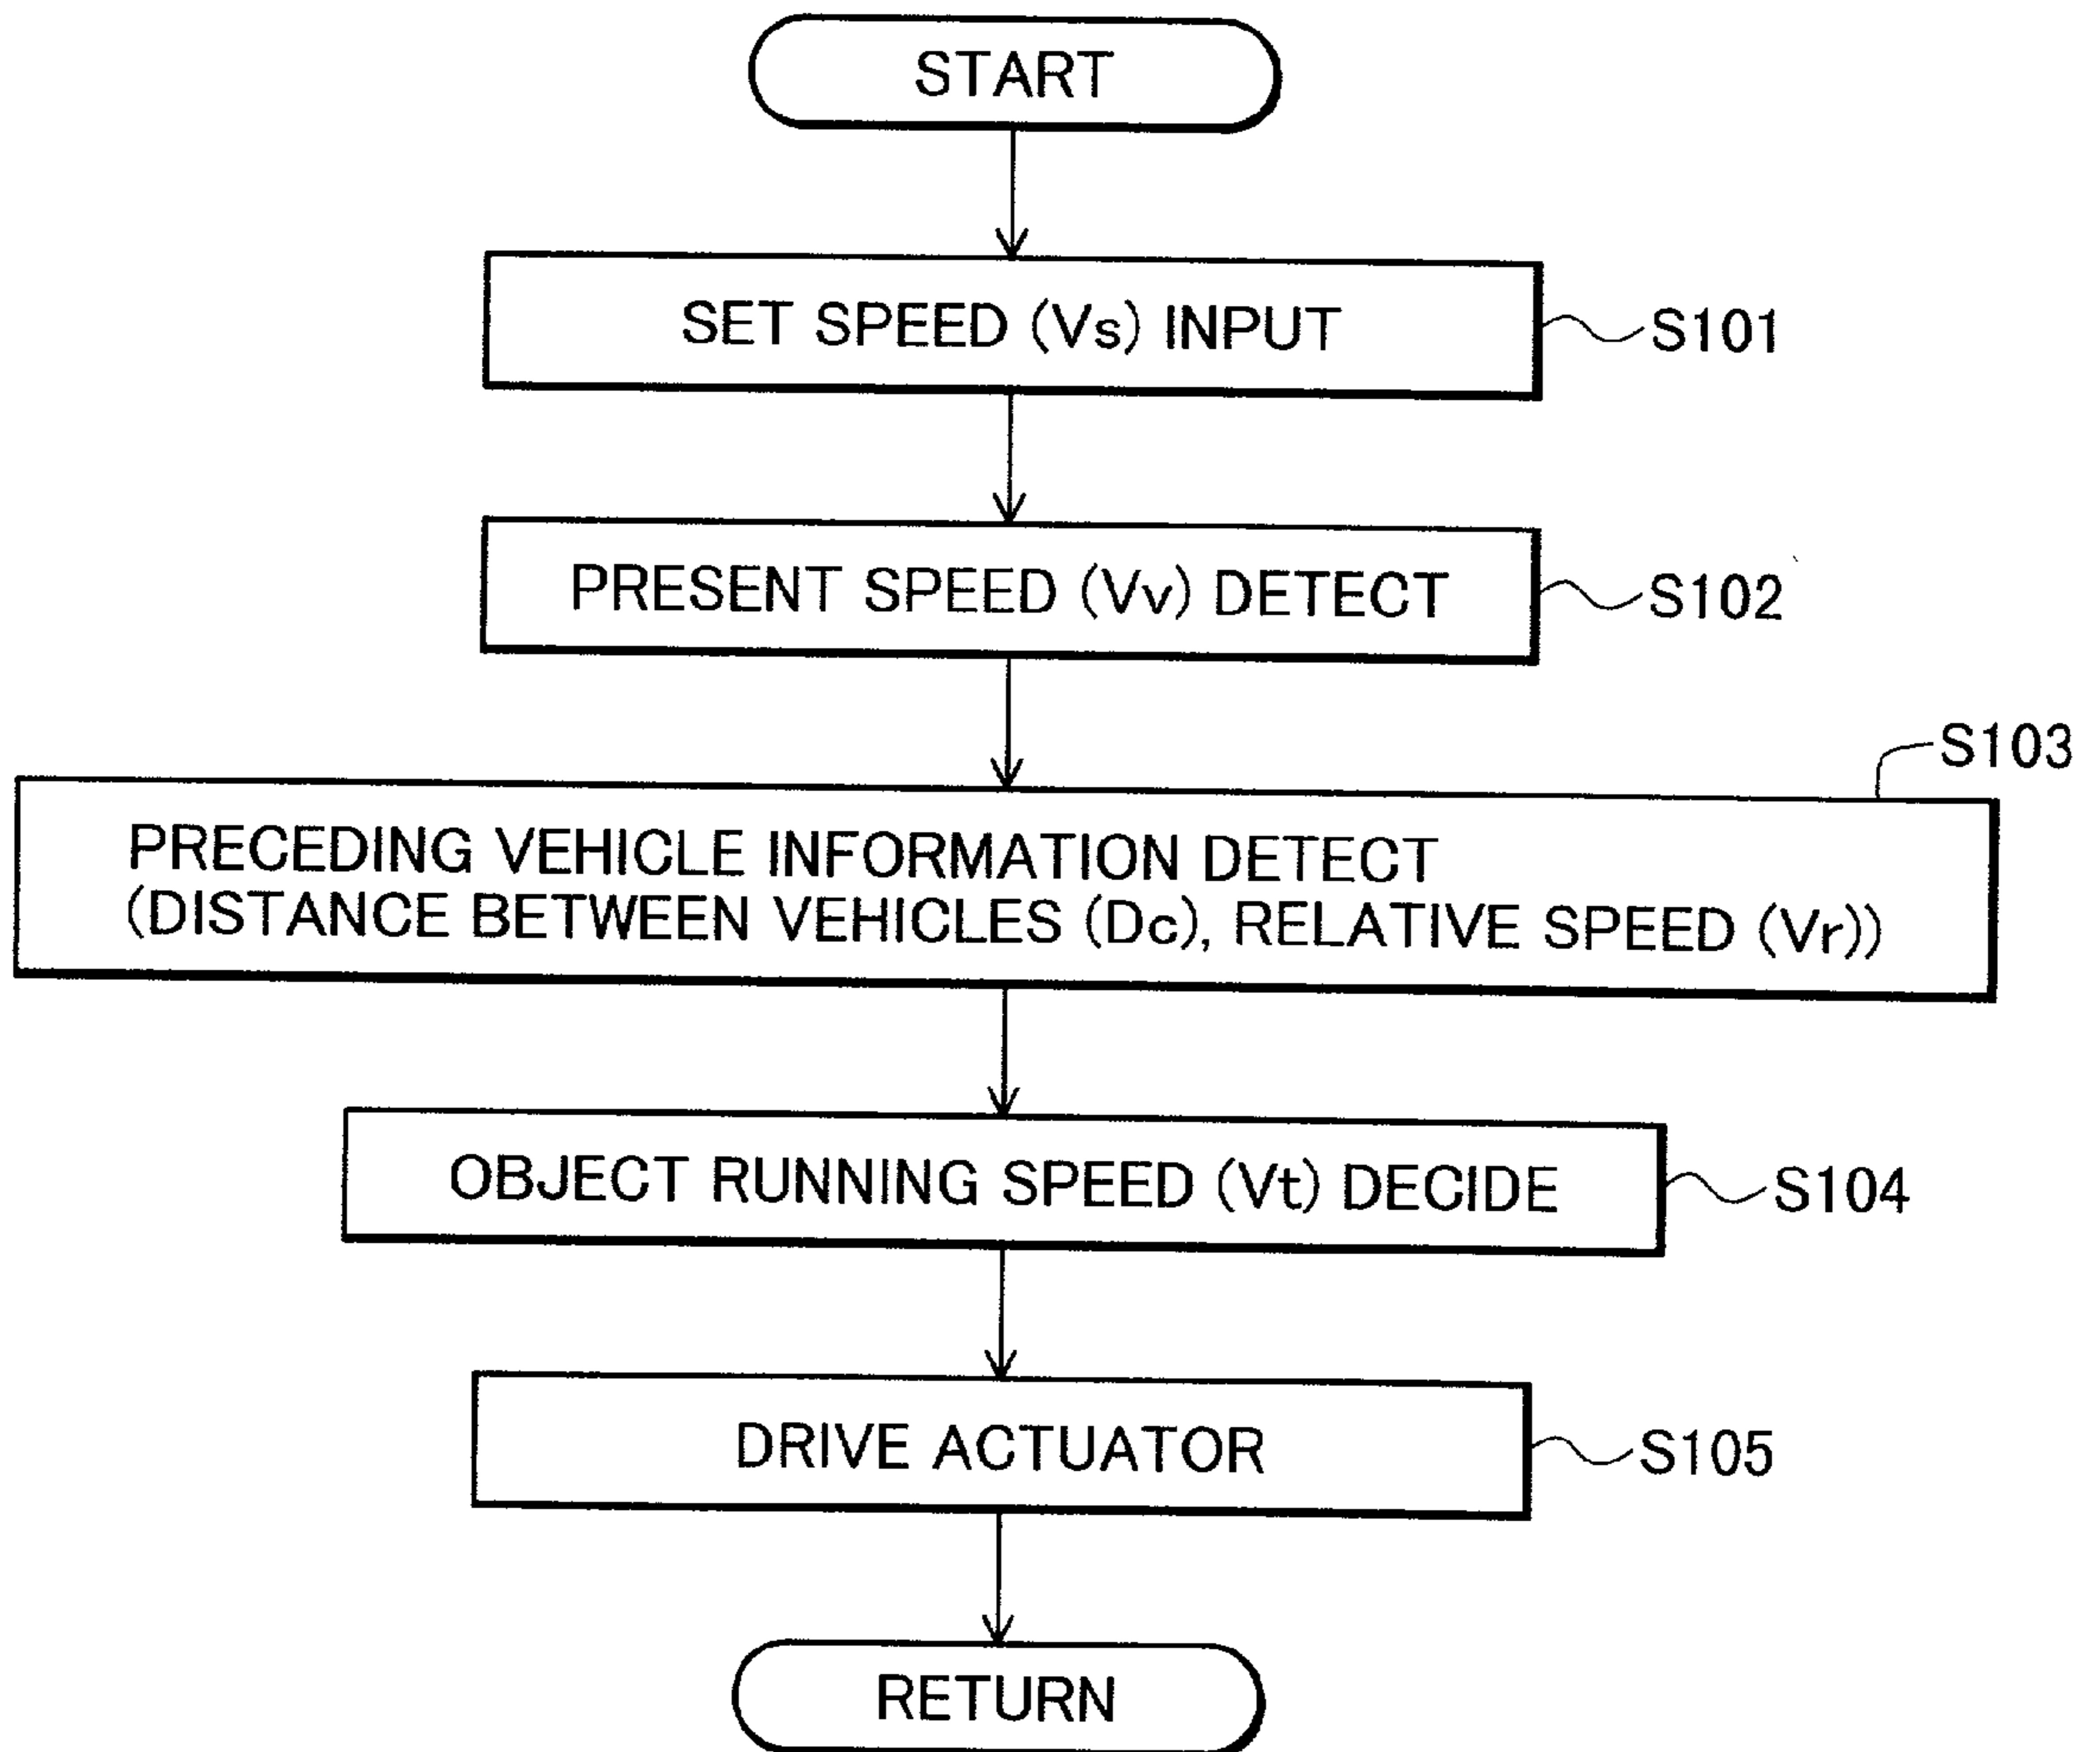 START
SET SPEED (Vs) INPUT
S101
PRESENT SPEED (Vv) DETECT
S102
S103
PRECEDING VEHICLE INFORMATION DETECT
(DISTANCE BETWEEN VEHICLES (Dc), RELATIVE SPEED (Vr))
OBJECT RUNNING SPEED (Vt) DECIDE
S104
DRIVE ACTUATOR
S105
RETURN